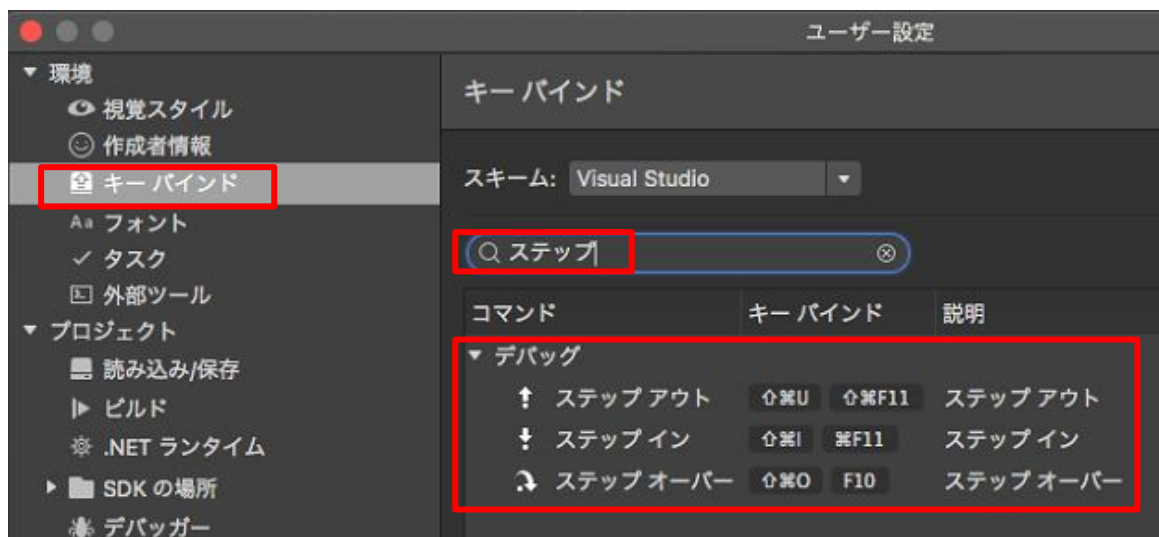 ユーザー設定
環境
視覚スタイル
作成者情報
キー バインド
Aa フォント
タスク
外部ツール
プロジェクト
読み込み/保存
ビルド
.NET ランタイム
SDK の場所
デバッガー
キー バインド
スキーム: Visual Studio
ステップ
コマンド キー バインド 説明
デバッグ
ステップ アウト ⇧⌘U ⇧⌘F11 ステップ アウト
ステップ イン ⇧⌘I ⌘F11 ステップ イン
ステップ オーバー ⇧⌘O F10 ステップ オーバー